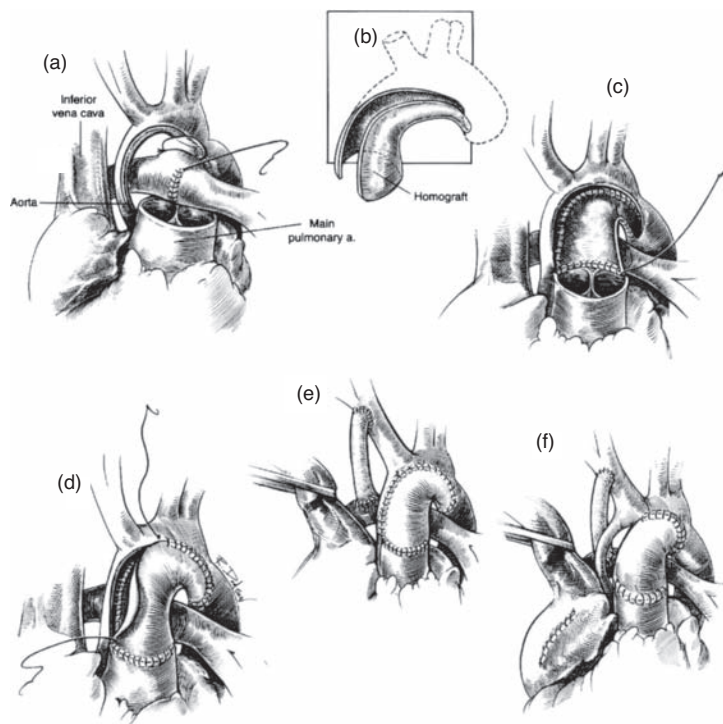 (a)
Inferior
vena cava
Aorta
Main
pulmonary a.
(b)
Homograft
(c)
(d)
(e)
(f)